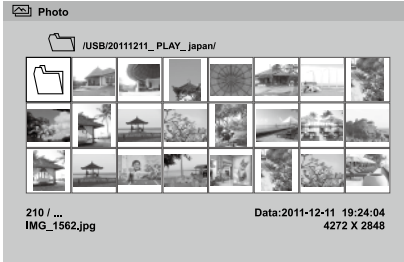 Photo
/USB/20111211_ PLAY_ japan/
210 / ...
Data:2011-12-11 19:24:04
IMG_1562.jpg
4272 X 2848